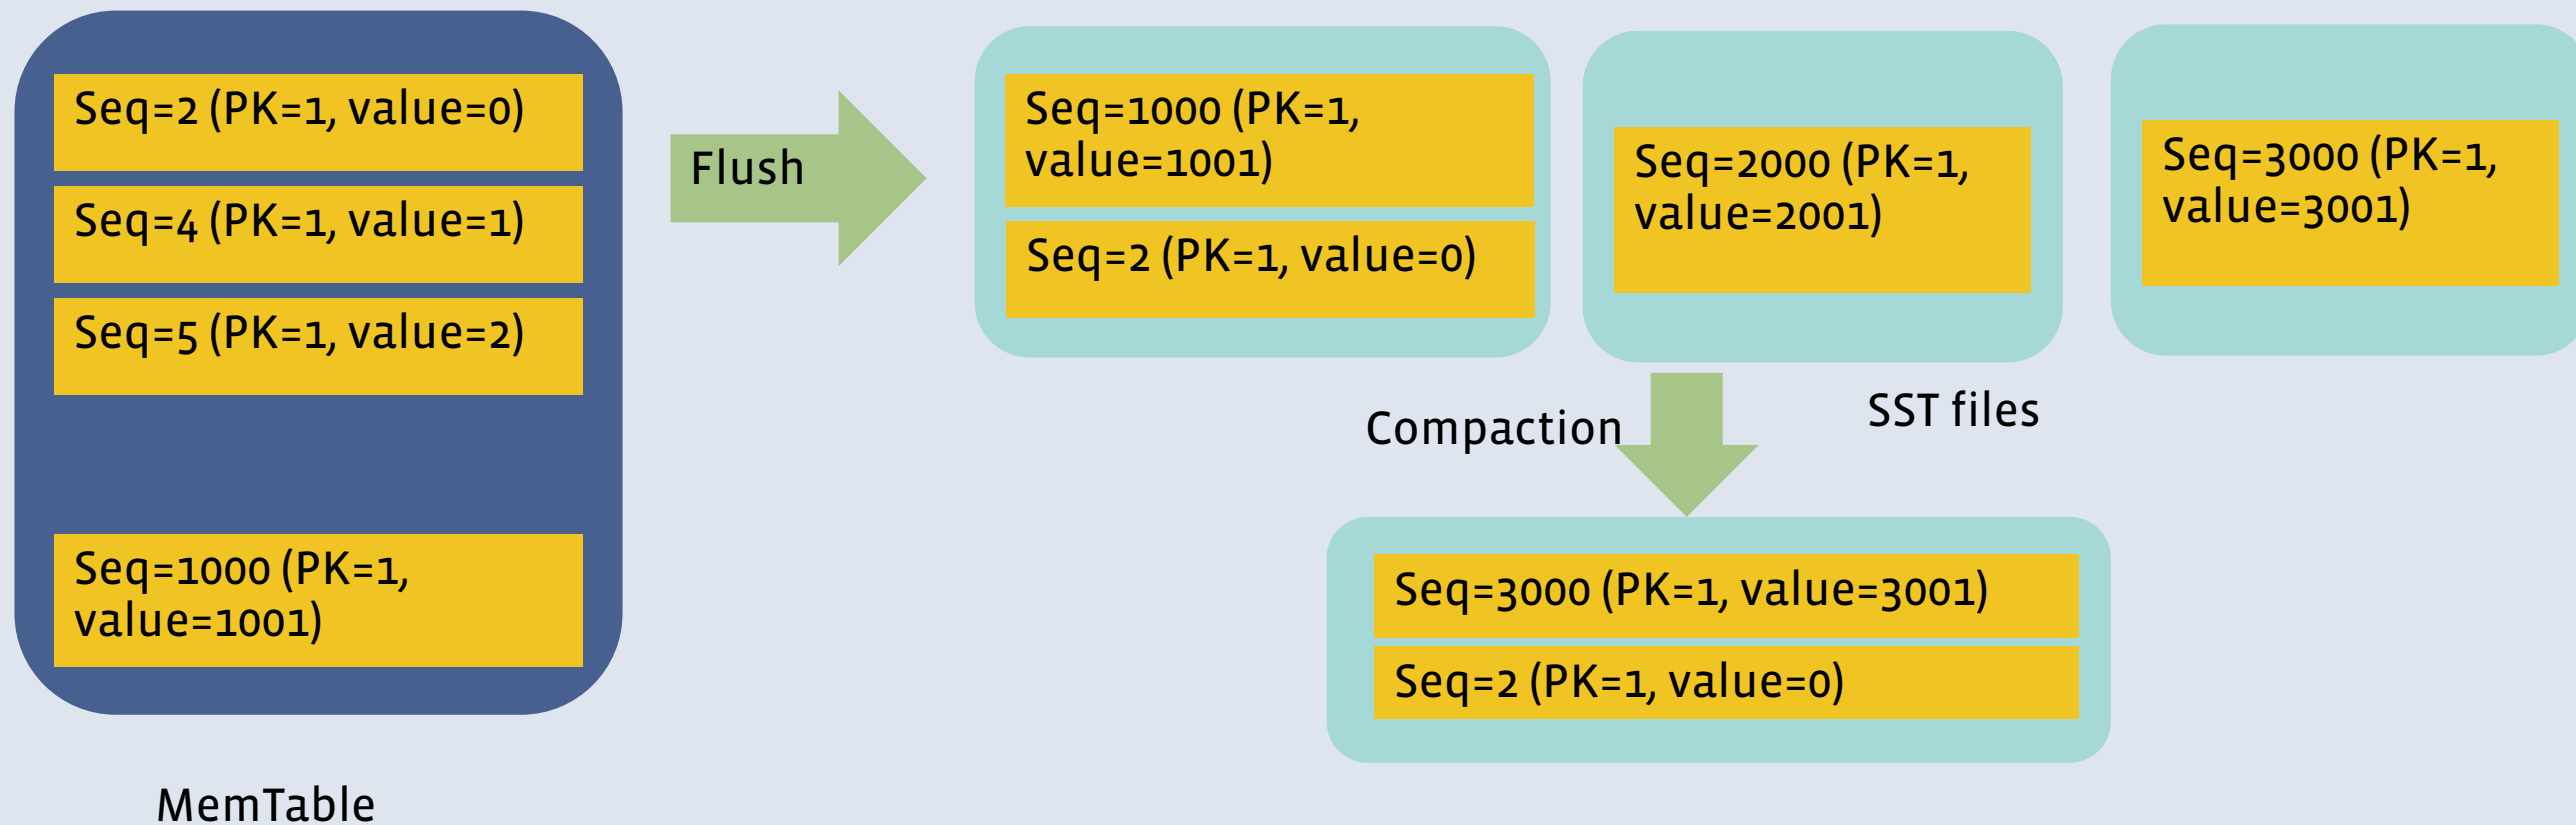 Seq=2 (PK=1, value=0)
Seq=4 (PK=1, value=1)
Seq=5 (PK=1, value=2)
Seq=1000 (PK=1,
value=1001)
MemTable
Flush
Seq=1000 (PK=1,
value=1001)
Seq=2 (PK=1, value=0)
Seq=2000 (PK=1,
value=2001)
Seq=3000 (PK=1,
value=3001)
Compaction
SST files
Seq=3000 (PK=1, value=3001)
Seq=2 (PK=1, value=0)